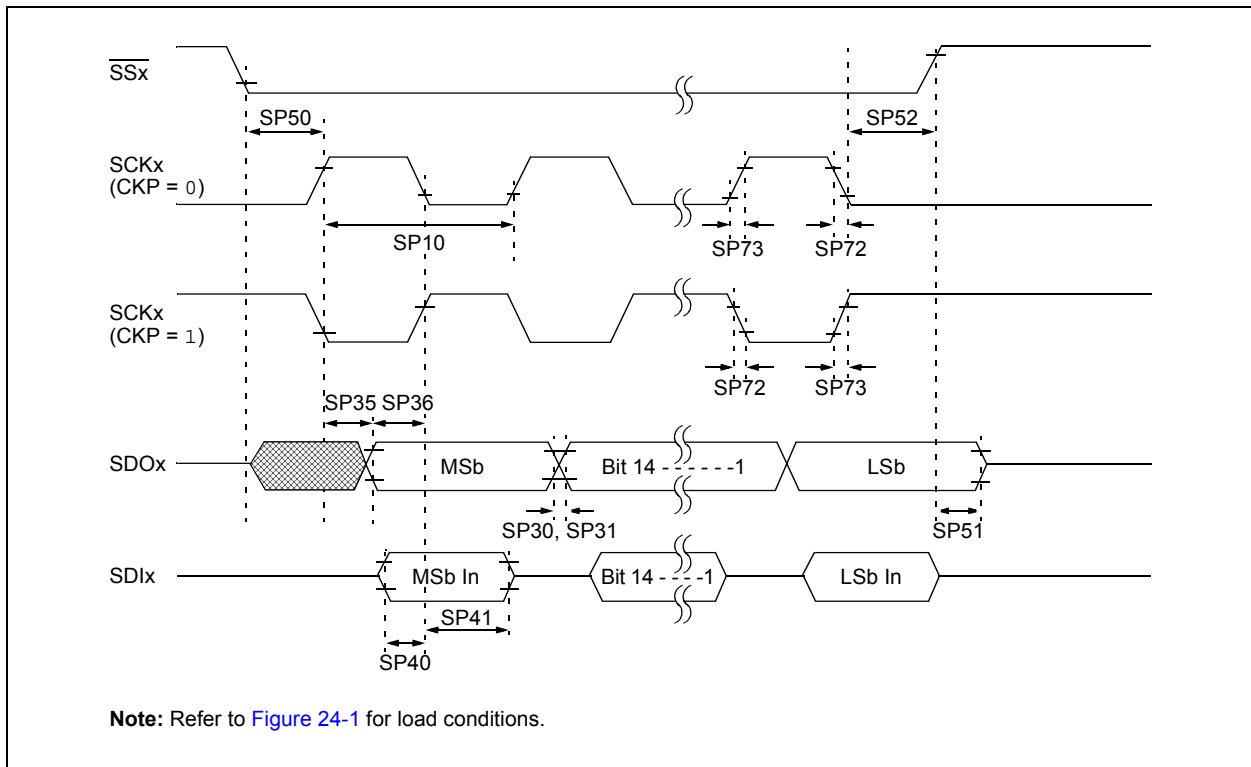 SSx
SP50
SP52
SCKx
(CKP = 0)
SP10
SP73
SP72
SCKx
(CKP = 1)
SP72
SP73
SP35 SP36
SDOx
MSb
Bit 14 - - - - - -1
LSb
SP30, SP31
SP51
SDIx
MSb In
Bit 14 - - - -1
LSb In
SP41
SP40
Note: Refer to Figure 24-1 for load conditions.